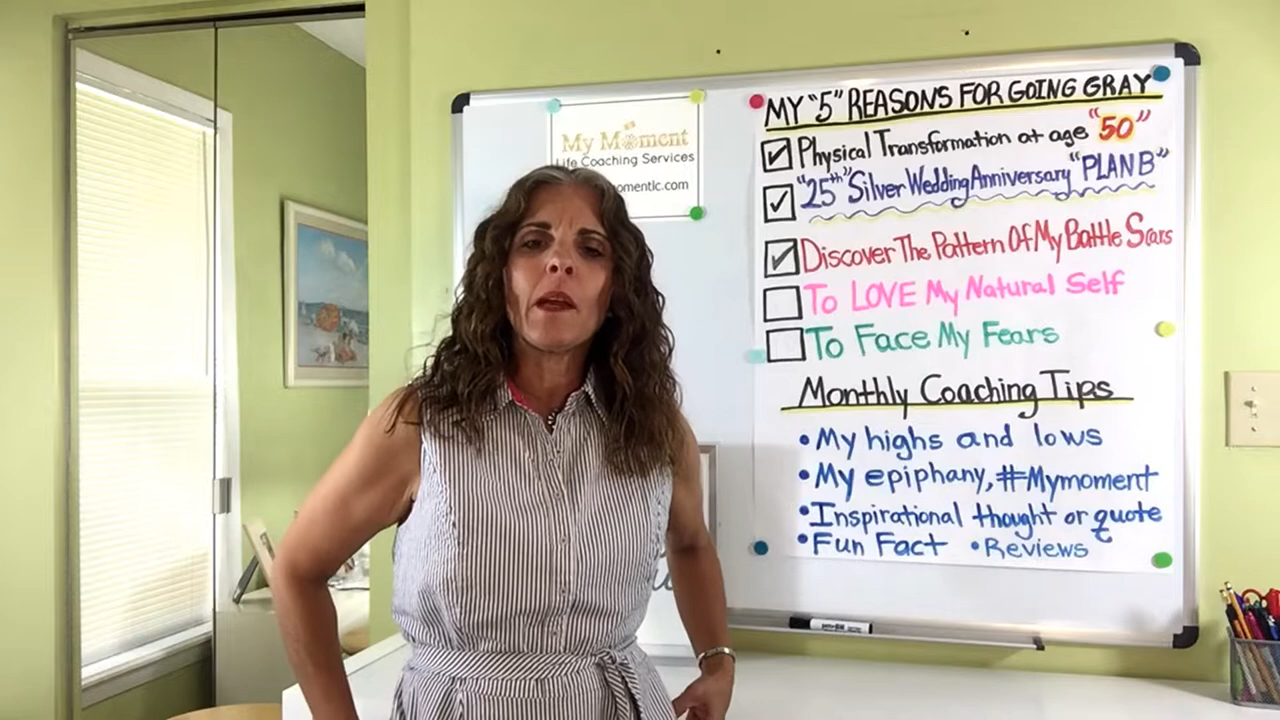 My Moment
Life Coaching Services
omentlc.com
MY "5" REASONS FOR GOING GRAY
Physical Transformation at age "50"
"25th" Silver Wedding Anniversary "PLAN B"
Discover The Pattern Of My Battle Scars
To LOVE My Natural Self
To Face My Fears
Monthly Coaching Tips
• My highs and lows
• My epiphany, #Mymoment
• Inspirational thought or quote
• Fun Fact • Reviews